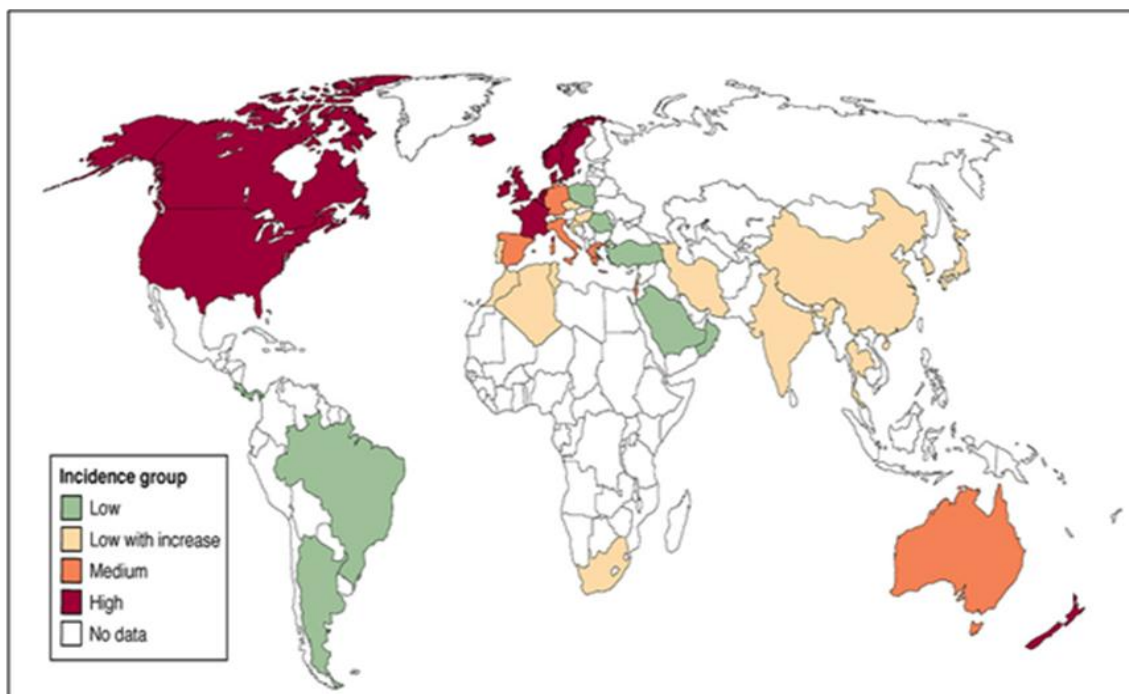 Incidence group
Low
Low with increase
Medium
High
No data